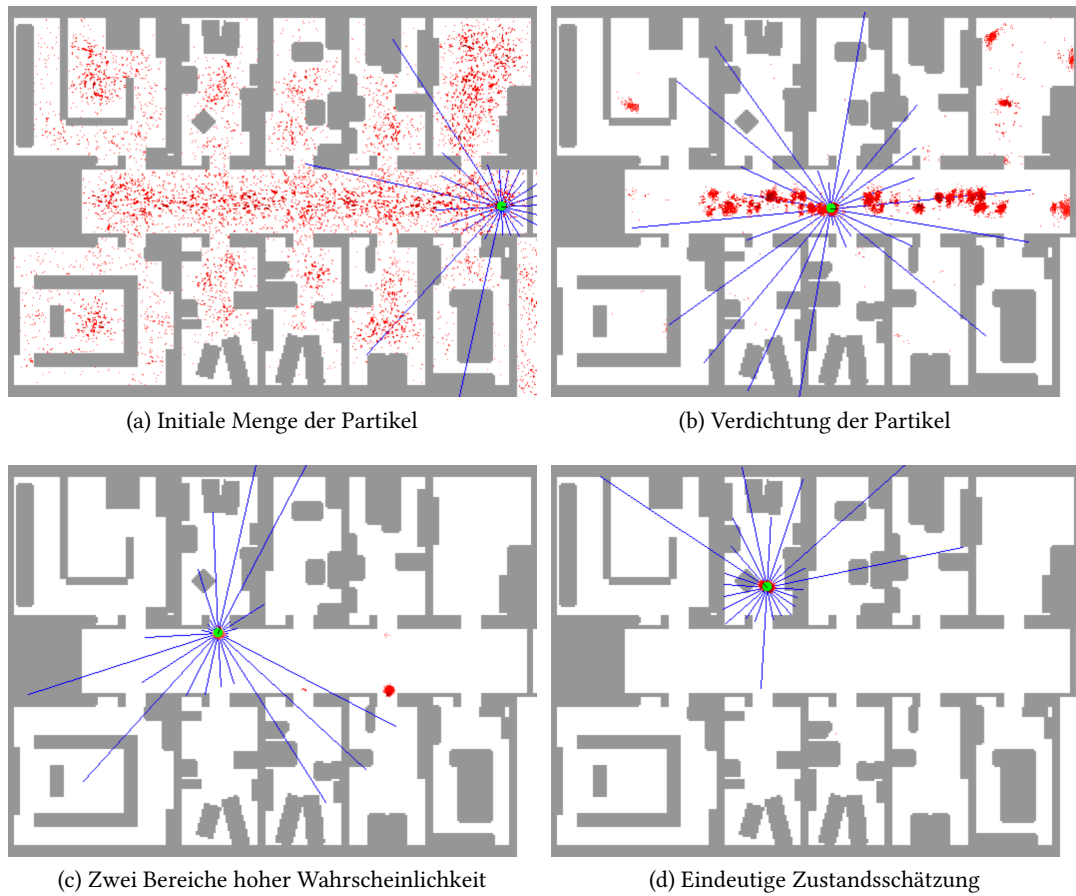 (a) Initiale Menge der Partikel
(b) Verdichtung der Partikel
(c) Zwei Bereiche hoher Wahrscheinlichkeit
(d) Eindeutige Zustandsschätzung